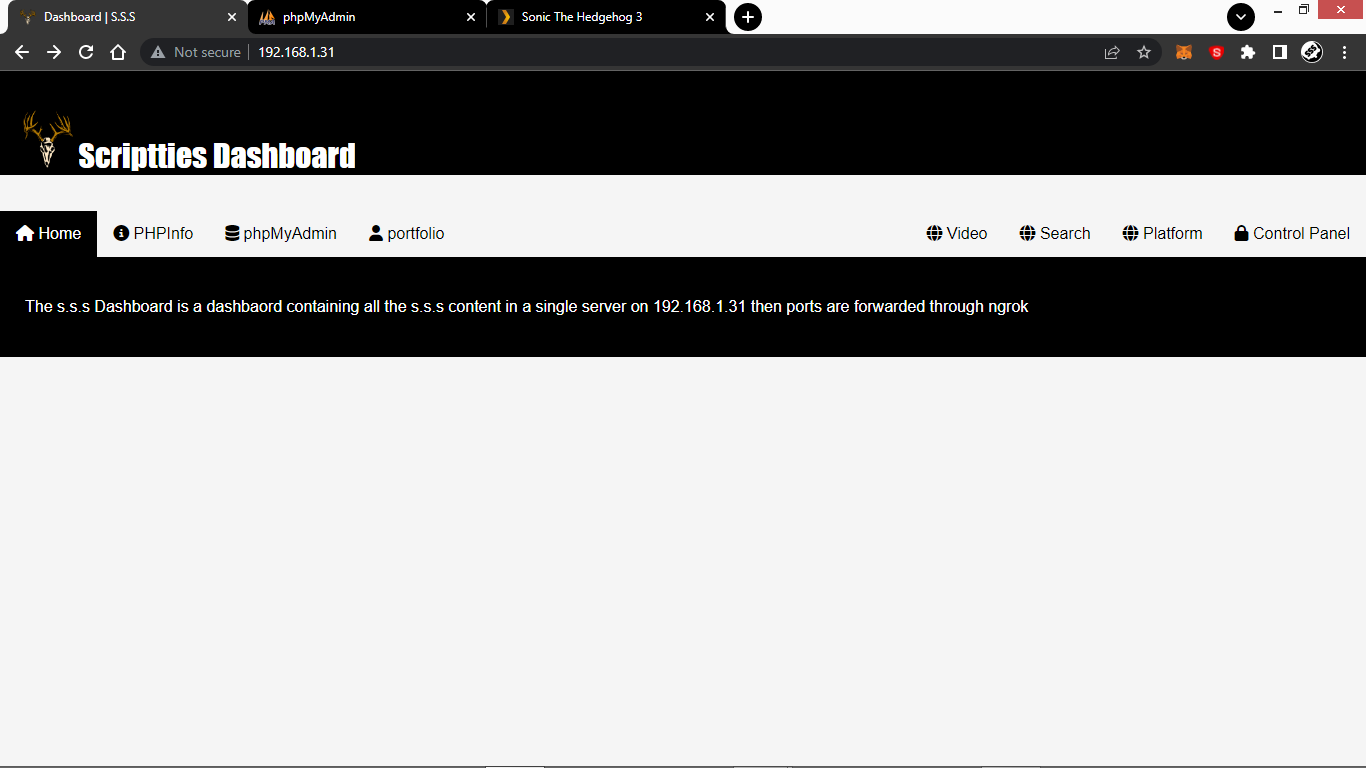 Dashboard | S.S.S
phpMyAdmin
Sonic The Hedgehog 3
Not secure
192.168.1.31
Scriptties Dashboard
Home
PHPInfo
phpMyAdmin
portfolio
Video
Search
Platform
Control Panel
The s.s.s Dashboard is a dashbaord containing all the s.s.s content in a single server on 192.168.1.31 then ports are forwarded through ngrok